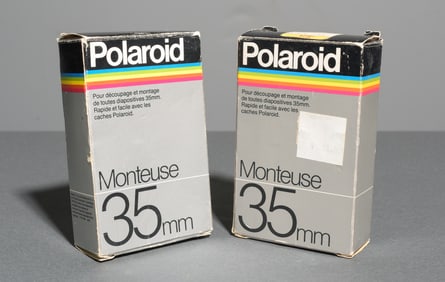 Polaroid
Pour découpage et montage
de toutes diapositives 35mm.
Rapide et facile avec les
caches Polaroid.
Monteuse
35mm
Polaroid
Pour découpage et montage
de toutes diapositives 35mm.
Rapide et facile avec les
caches Polaroid.
Monteuse
35mm